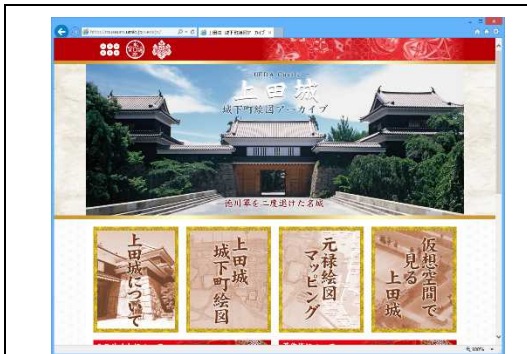 UEDA Castle
上田城
城下町絵図アーカイブ
徳川軍を二度退けた名城
上田城について
上田城
城下町絵図
元禄絵図
マッピング
仮想空間で
見る
上田城
100%